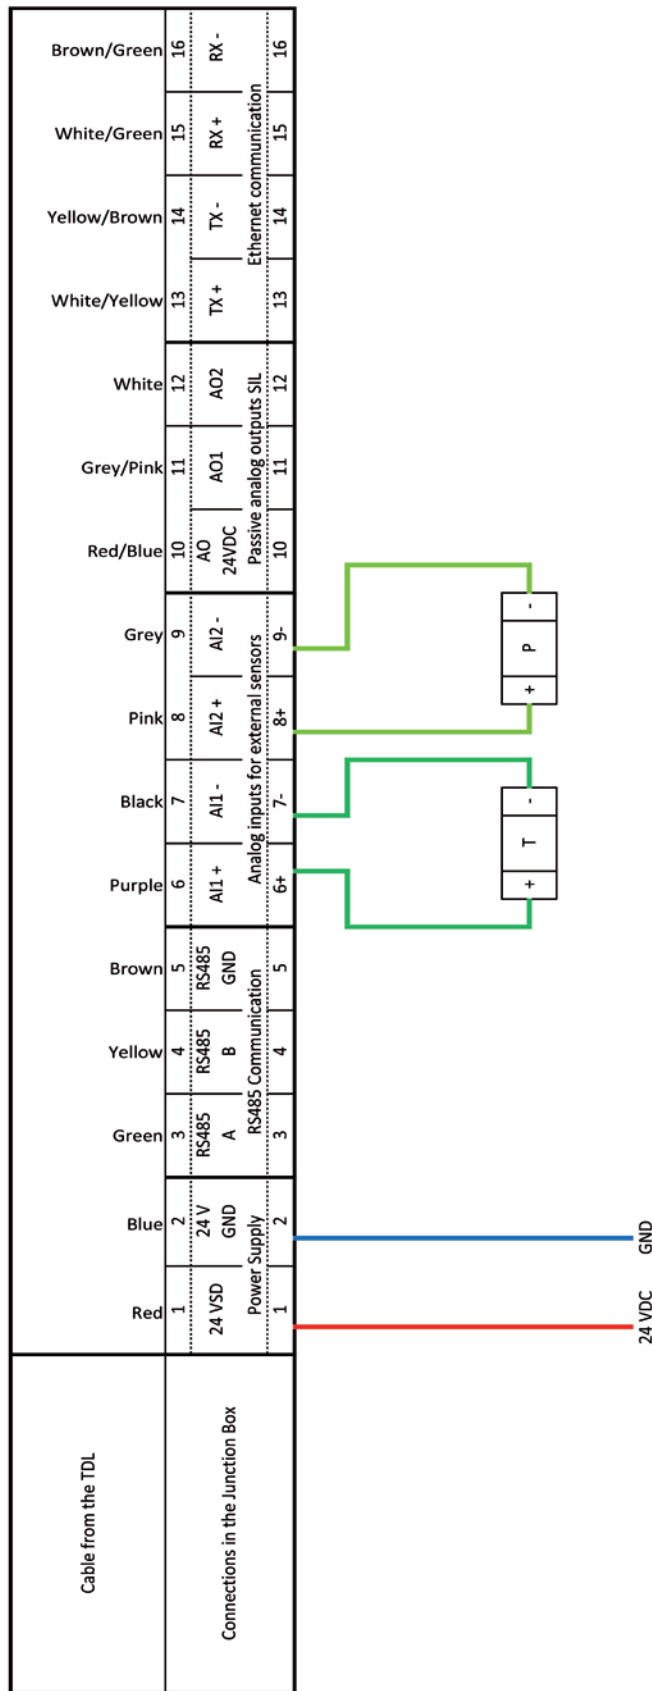 Cable from the TDL
Red
Blue
Green
Yellow
Brown
Purple
Black
Pink
Grey
Red/Blue
Grey/Pink
White
White/Yellow
Yellow/Brown
White/Green
Brown/Green
Connections in the Junction Box
1 2 3 4 5 6 7 8 9 10 11 12 13 14 15 16
24 VSD
24 V
GND
RS485
A
RS485
B
RS485
GND
AI1 +
AI1 -
AI2 +
AI2 -
AO
24VDC
AO1
AO2
TX +
TX -
RX +
RX -
Power Supply
RS485 Communication
Analog inputs for external sensors
Passive analog outputs SIL
Ethernet communication
1 2 3 4 5 6+ 7- 8+ 9- 10 11 12 13 14 15 16
+ T -
+ P -
24 VDC
GND